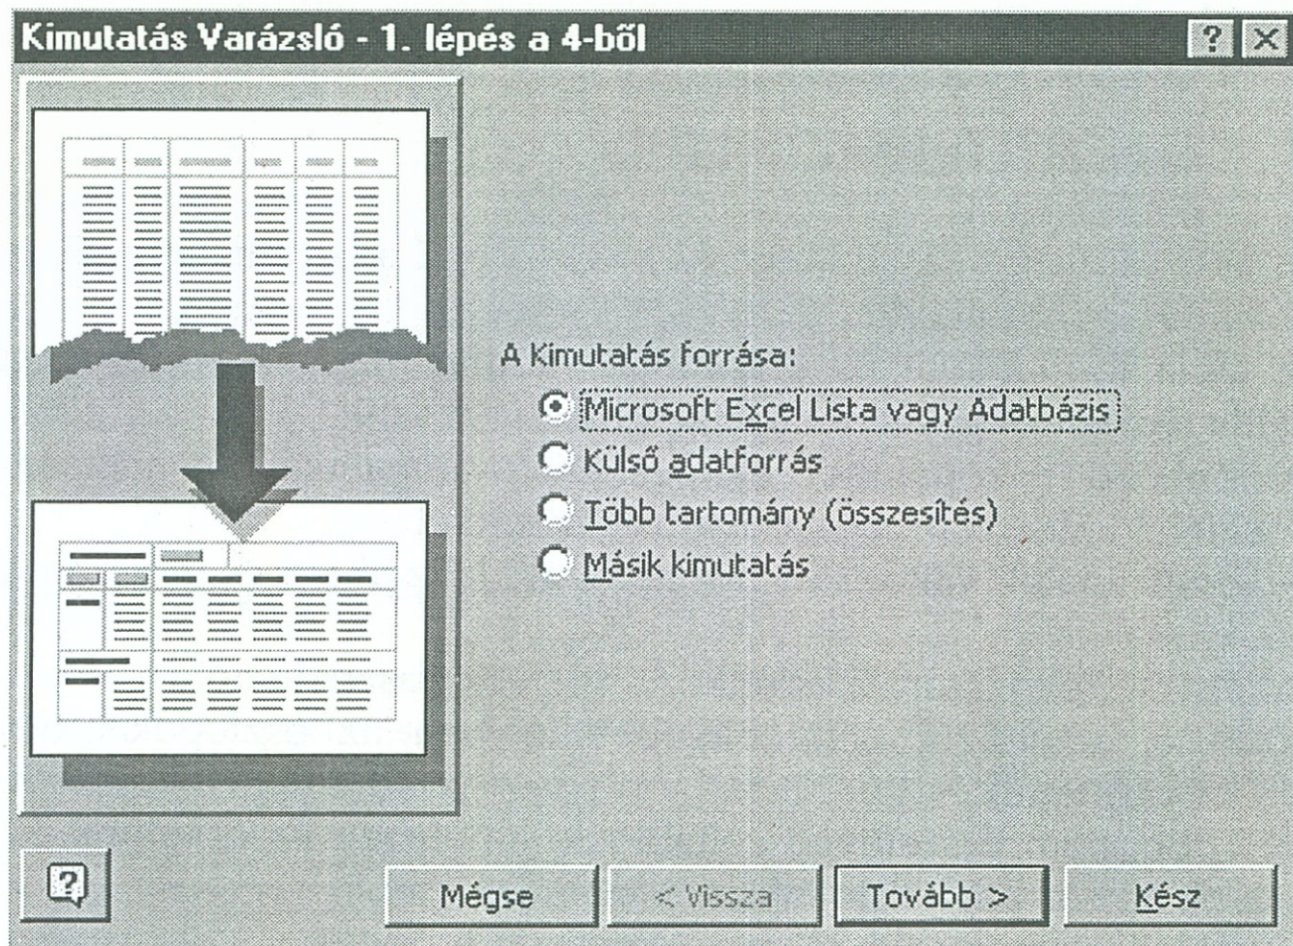 Kimutatás Varázsló - 1. lépés a 4-ből
A Kimutatás forrása:
Microsoft Excel Lista vagy Adatbázis
Külső adatforrás
Több tartomány (összesítés)
Másik kimutatás
Mégse
< Vissza
Tovább >
Kész